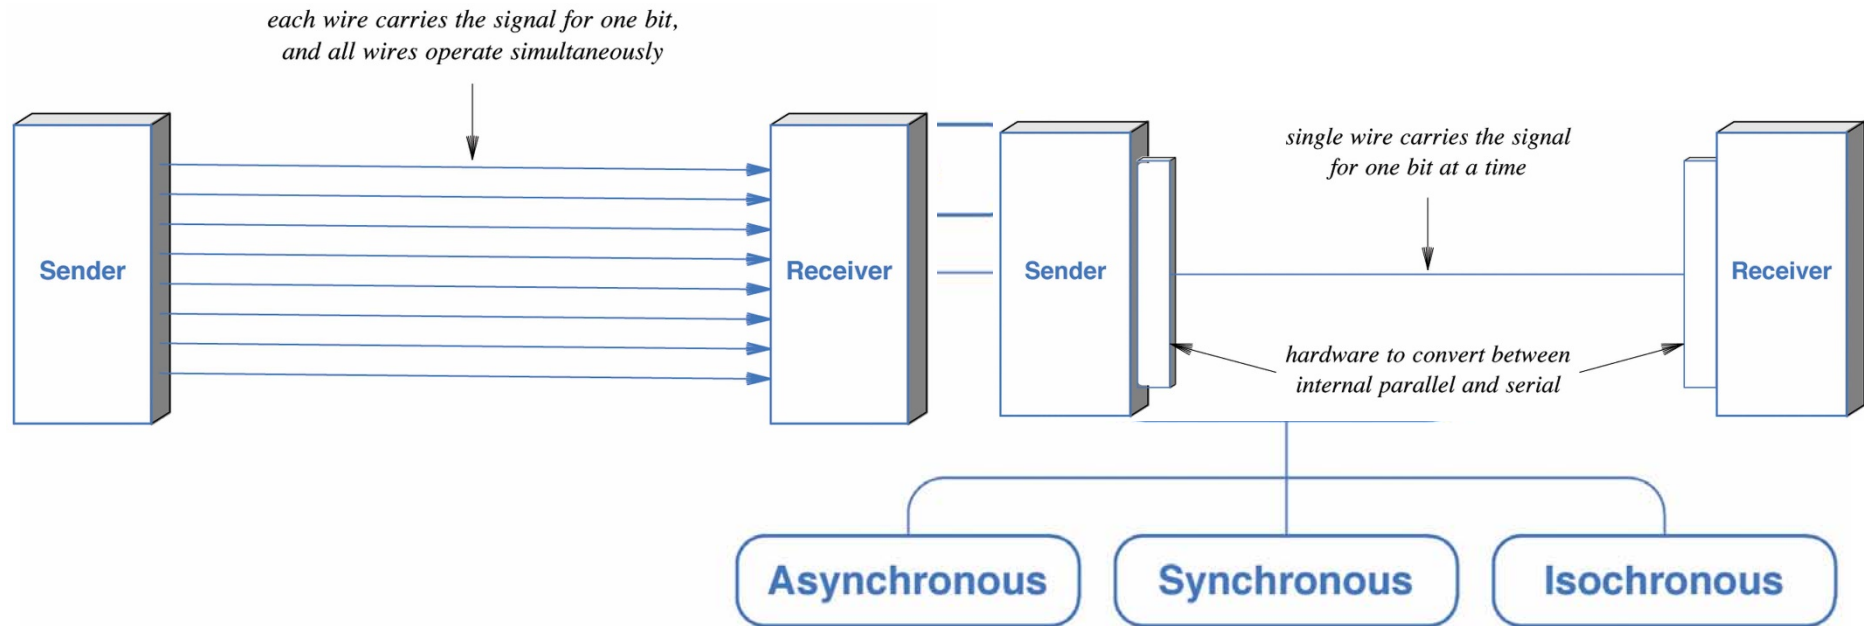 each wire carries the signal for one bit,
and all wires operate simultaneously
Sender
Receiver
single wire carries the signal
for one bit at a time
Sender
Receiver
hardware to convert between
internal parallel and serial
Asynchronous
Synchronous
Isochronous